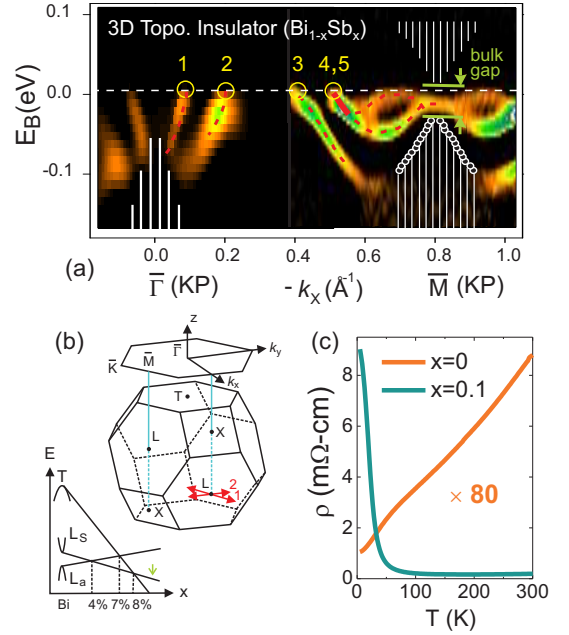 3D Topo. Insulator (Bi1-xSbx)
bulk
gap
1 2 3 4,5
EB(eV)
0.1
0.0
-0.1
0.0 0.2 0.4 0.6 0.8 1.0
(a) Γ̅ (KP) - kX (Å-1) M̅ (KP)
(b)
z
K̅ M̅ Γ̅ ky
kx
T
L X
L 2
1
X
E
T
LS
La
Bi 4% 7% 8% x
(c)
x=0
x=0.1
ρ (mΩ-cm)
8
6
4
2
0
× 80
0 100 200 300
T (K)